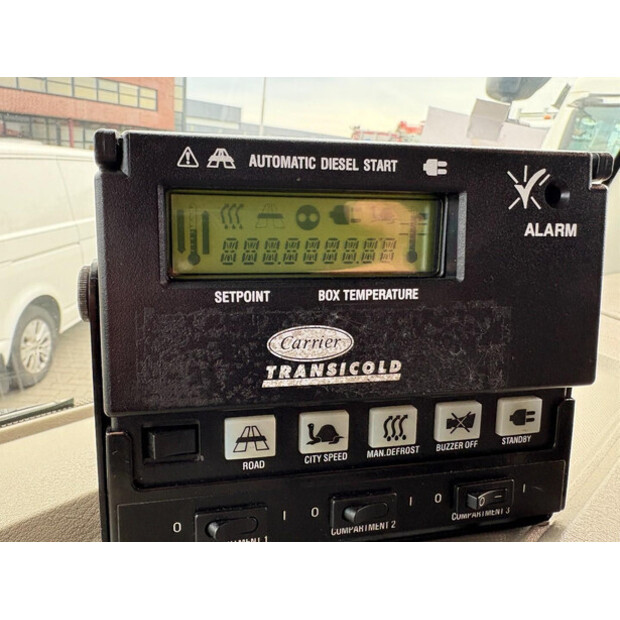 AUTOMATIC DIESEL START
ALARM
SETPOINT BOX TEMPERATURE
Carrier
TRANSICOLD
ROAD CITY SPEED MAN.DEFROST BUZZER OFF STANDBY
0 I 0 I 0 I
COMPARTMENT 2 COMPARTMENT 3